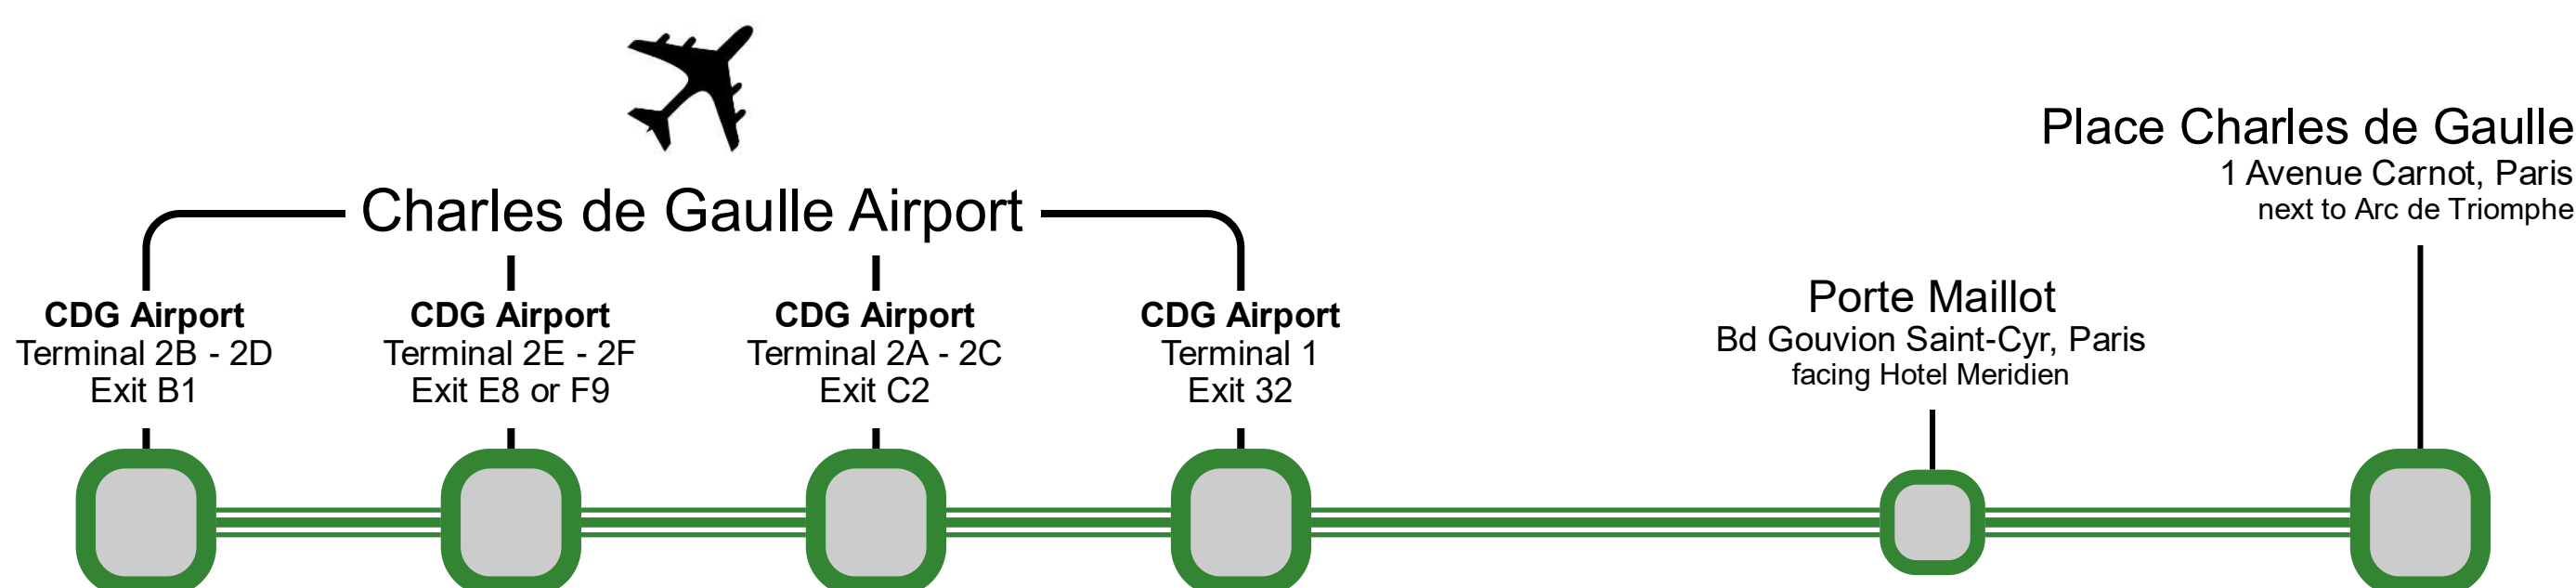 Charles de Gaulle Airport
CDG Airport
Terminal 2B - 2D
Exit B1
CDG Airport
Terminal 2E - 2F
Exit E8 or F9
CDG Airport
Terminal 2A - 2C
Exit C2
CDG Airport
Terminal 1
Exit 32
Porte Maillot
Bd Gouvion Saint-Cyr, Paris
facing Hotel Meridien
Place Charles de Gaulle
1 Avenue Carnot, Paris
next to Arc de Triomphe